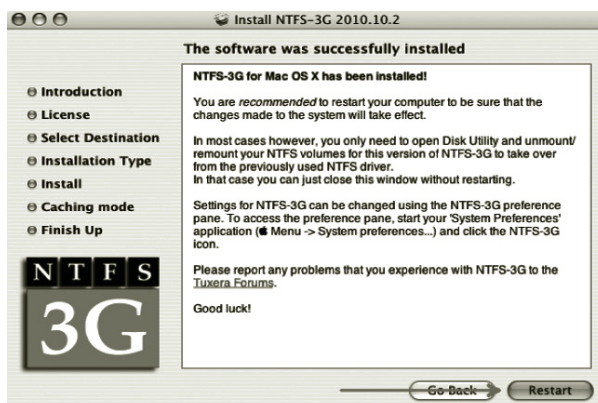 Install NTFS-3G 2010.10.2
The software was successfully installed
Introduction
License
Select Destination
Installation Type
Install
Caching mode
Finish Up
NTFS-3G for Mac OS X has been installed!
You are recommended to restart your computer to be sure that the
changes made to the system will take effect.
In most cases however, you only need to open Disk Utility and unmount/
remount your NTFS volumes for this version of NTFS-3G to take over
from the previously used NTFS driver.
In that case you can just close this window without restarting.
Settings for NTFS-3G can be changed using the NTFS-3G preference
pane. To access the preference pane, start your 'System Preferences'
application ( Menu -> System preferences...) and click the NTFS-3G
icon.
Please report any problems that you experience with NTFS-3G to the
Tuxera Forums.
Good luck!
NTFS
3G
Go Back
Restart